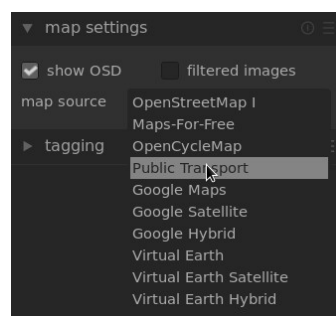 map settings
show OSD filtered images
map source OpenStreetMap I
Maps-For-Free
tagging OpenCycleMap
Public Transport
Google Maps
Google Satellite
Google Hybrid
Virtual Earth
Virtual Earth Satellite
Virtual Earth Hybrid